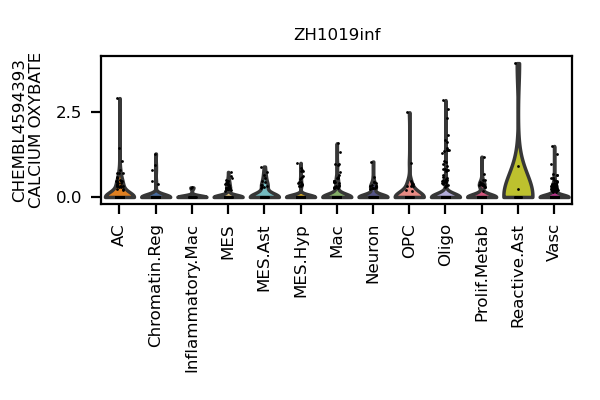 ZH1019inf
CHEMBL4594393
CALCIUM OXYBATE
2.5
0.0
AC
Chromatin.Reg
Inflammatory.Mac
MES
MES.Ast
MES.Hyp
Mac
Neuron
OPC
Oligo
Prolif.Metab
Reactive.Ast
Vasc